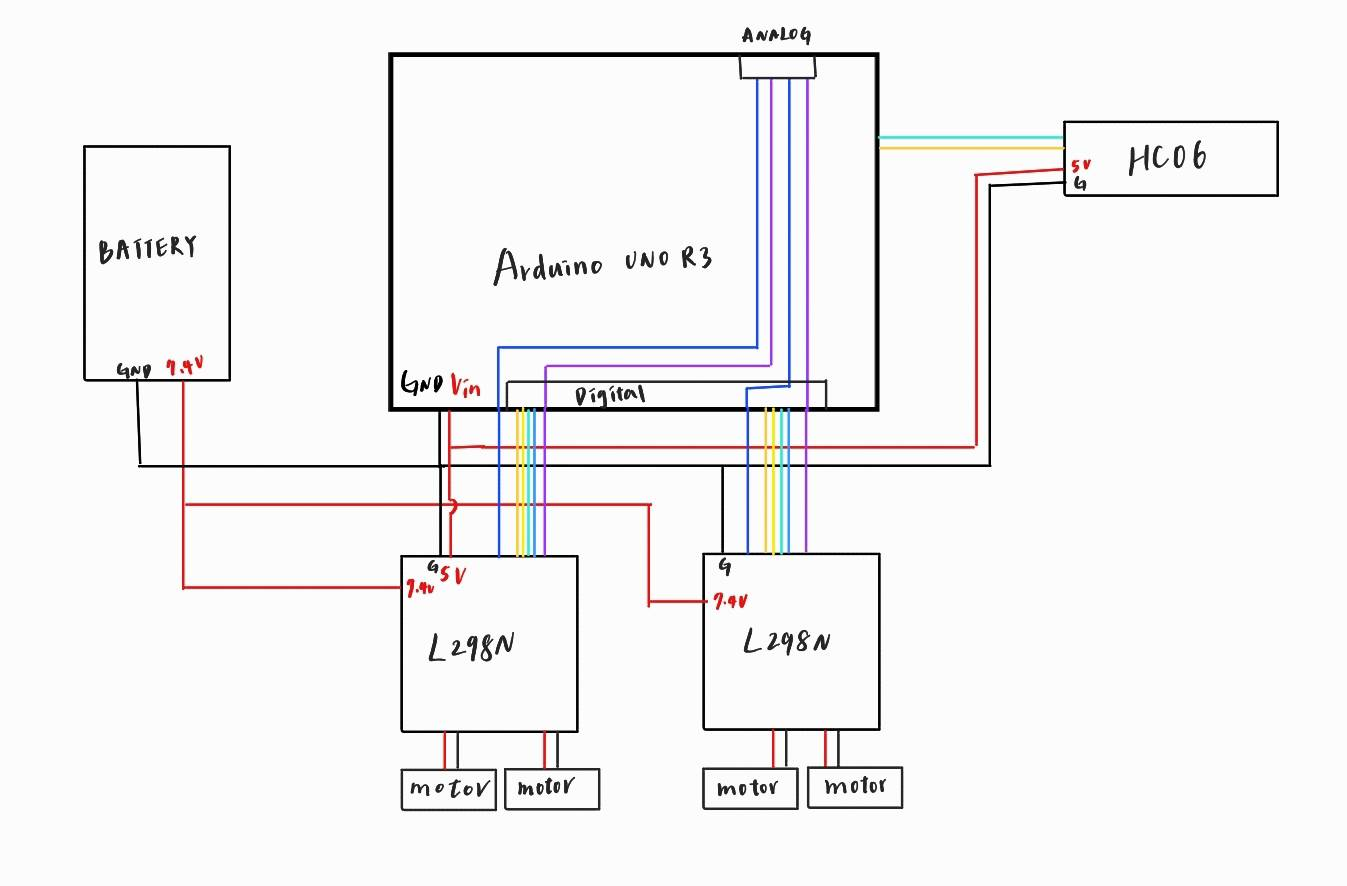 ANALOG
HC06
5V
G
BATTERY
GND 7.4V
Arduino UNO R3
GND Vin
Digital
G 5V
7.4V
L298N
G
7.4V
L298N
motor
motor
motor
motor